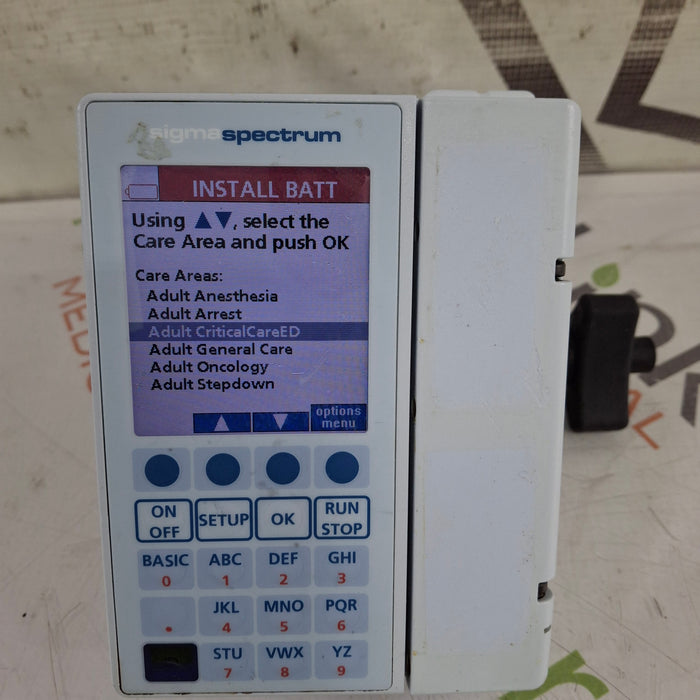 sigmaspectrum
INSTALL BATT
Using ▲▼, select the
Care Area and push OK
Care Areas:
Adult Anesthesia
Adult Arrest
Adult CriticalCareED
Adult General Care
Adult Oncology
Adult Stepdown
▲ ▼ options
menu
ON
OFF
SETUP
OK
RUN
STOP
BASIC ABC DEF GHI
0 1 2 3
JKL MNO PQR
. 4 5 6
STU VWX YZ
7 8 9